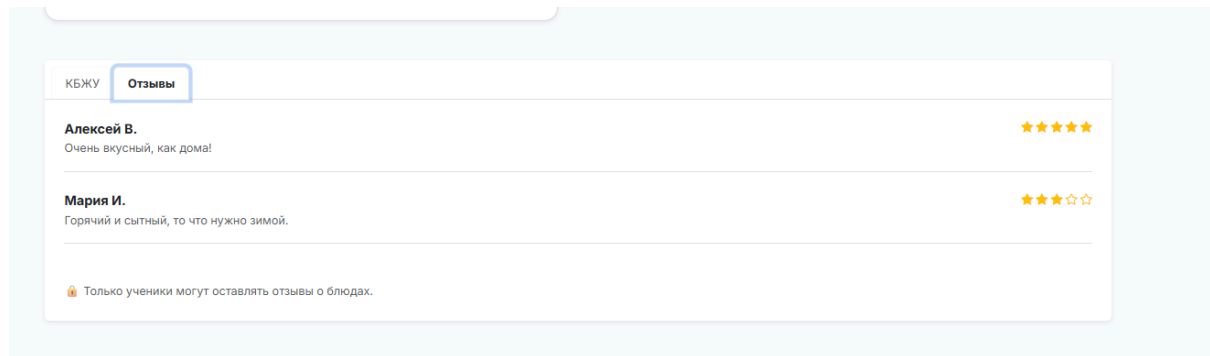 КБЖУ Отзывы
Алексей В.
Очень вкусный, как дома!
Мария И.
Горячий и сытный, то что нужно зимой.
Только ученики могут оставлять отзывы о блюдах.